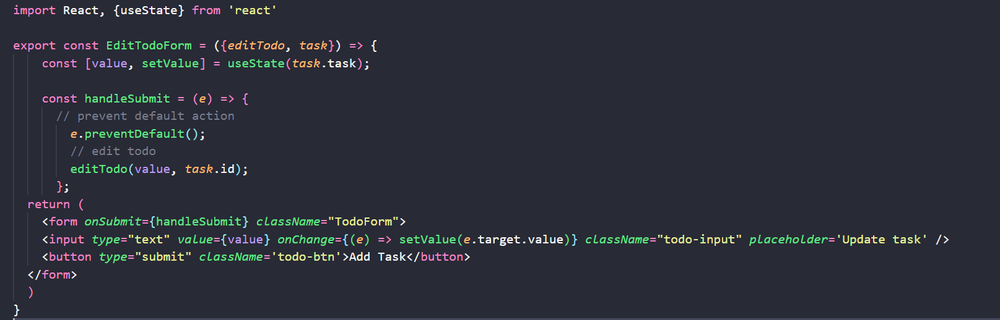 import React, {useState} from 'react'
export const EditTodoForm = ({editTodo, task}) => {
const [value, setValue] = useState(task.task);
const handleSubmit = (e) => {
// prevent default action
e.preventDefault();
// edit todo
editTodo(value, task.id);
};
return (
<form onSubmit={handleSubmit} className="TodoForm">
<input type="text" value={value} onChange={(e) => setValue(e.target.value)} className="todo-input" placeholder='Update task' />
<button type="submit" className='todo-btn'>Add Task</button>
</form>
)
}